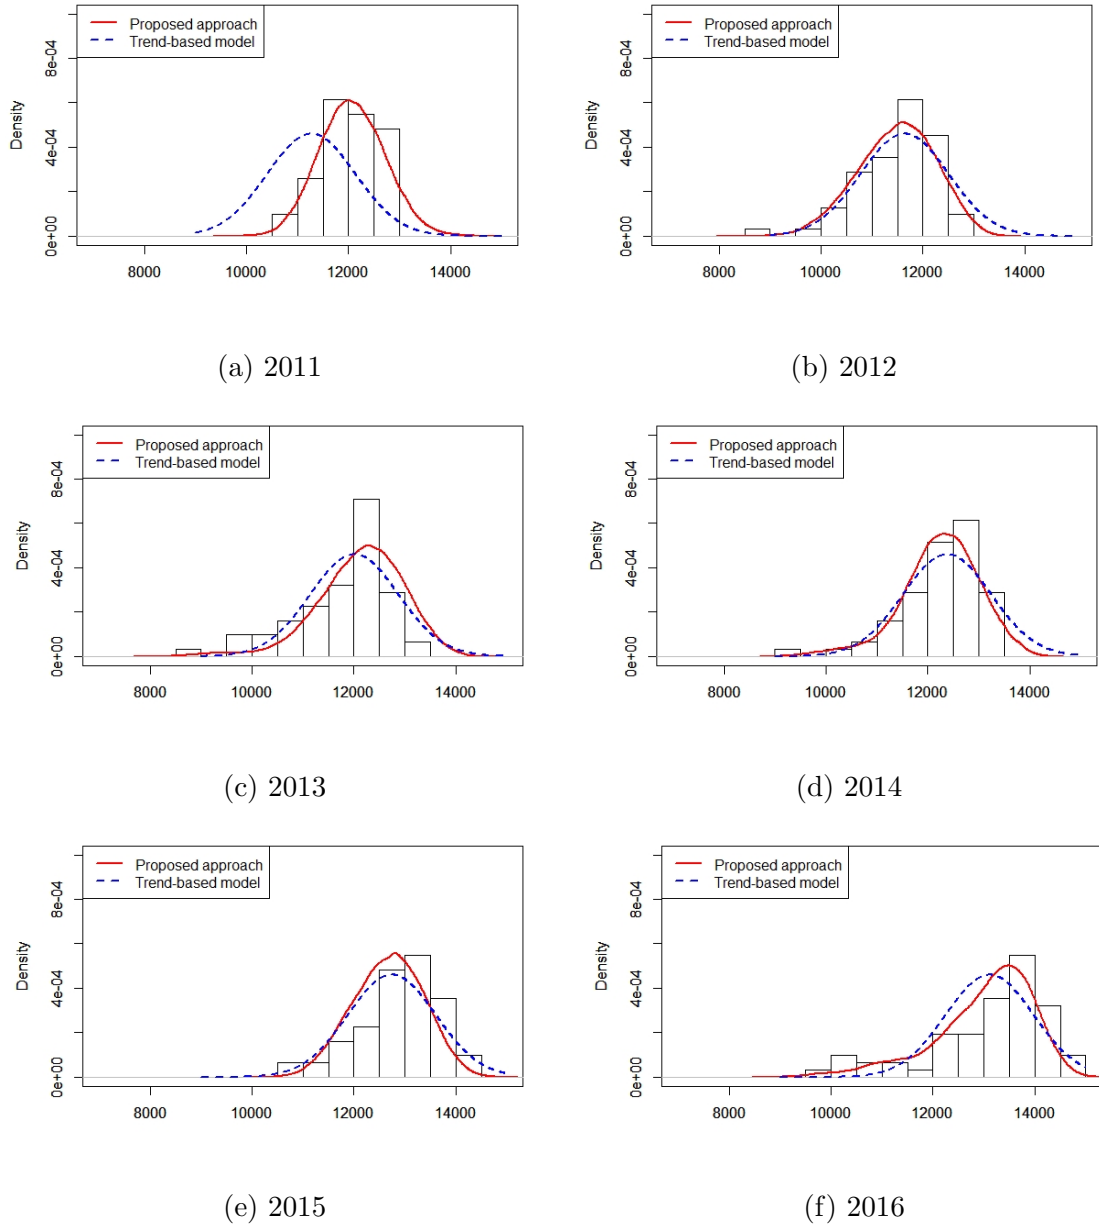 Proposed approach
Trend-based model
Density
0e+00 4e-04 8e-04
8000 10000 12000 14000
(a) 2011
Proposed approach
Trend-based model
Density
0e+00 4e-04 8e-04
8000 10000 12000 14000
(b) 2012
Proposed approach
Trend-based model
Density
0e+00 4e-04 8e-04
8000 10000 12000 14000
(c) 2013
Proposed approach
Trend-based model
Density
0e+00 4e-04 8e-04
8000 10000 12000 14000
(d) 2014
Proposed approach
Trend-based model
Density
0e+00 4e-04 8e-04
8000 10000 12000 14000
(e) 2015
Proposed approach
Trend-based model
Density
0e+00 4e-04 8e-04
8000 10000 12000 14000
(f) 2016